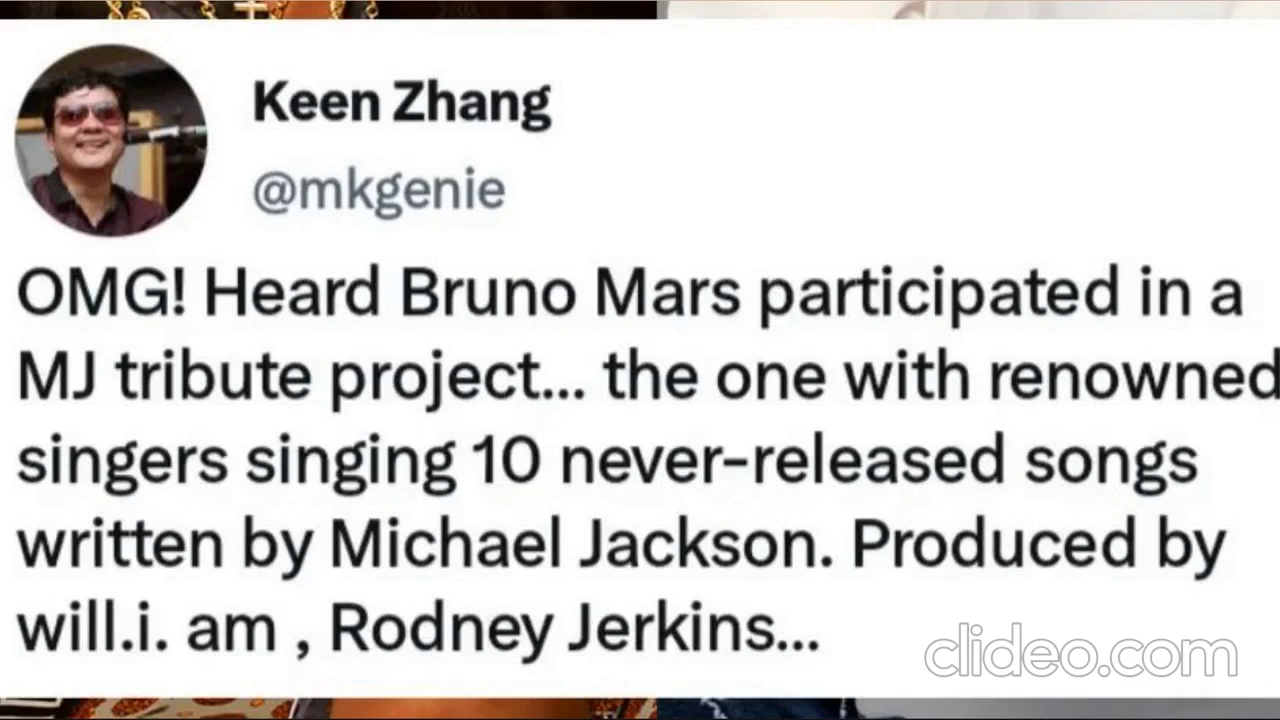 Keen Zhang
@mkgenie
OMG! Heard Bruno Mars participated in a
MJ tribute project... the one with renowned
singers singing 10 never-released songs
written by Michael Jackson. Produced by
will.i. am , Rodney Jerkins...
clideo.com